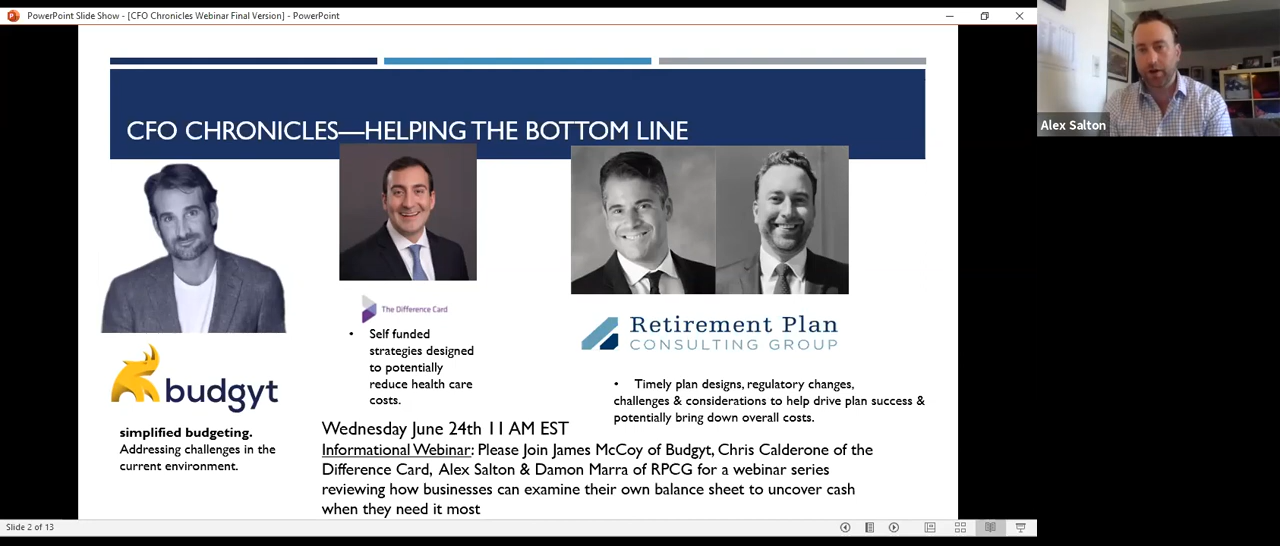 PowerPoint Slide Show - [CFO Chronicles Webinar Final Version] - PowerPoint
Alex Salton
CFO CHRONICLES—HELPING THE BOTTOM LINE
budgyt
simplified budgeting.
Addressing challenges in the
current environment.
The Difference Card
• Self funded
strategies designed
to potentially
reduce health care
costs.
Retirement Plan
CONSULTING GROUP
• Timely plan designs, regulatory changes,
challenges & considerations to help drive plan success &
potentially bring down overall costs.
Wednesday June 24th 11 AM EST
Informational Webinar: Please Join James McCoy of Budgyt, Chris Calderone of the
Difference Card, Alex Salton & Damon Marra of RPCG for a webinar series
reviewing how businesses can examine their own balance sheet to uncover cash
when they need it most
Slide 2 of 13